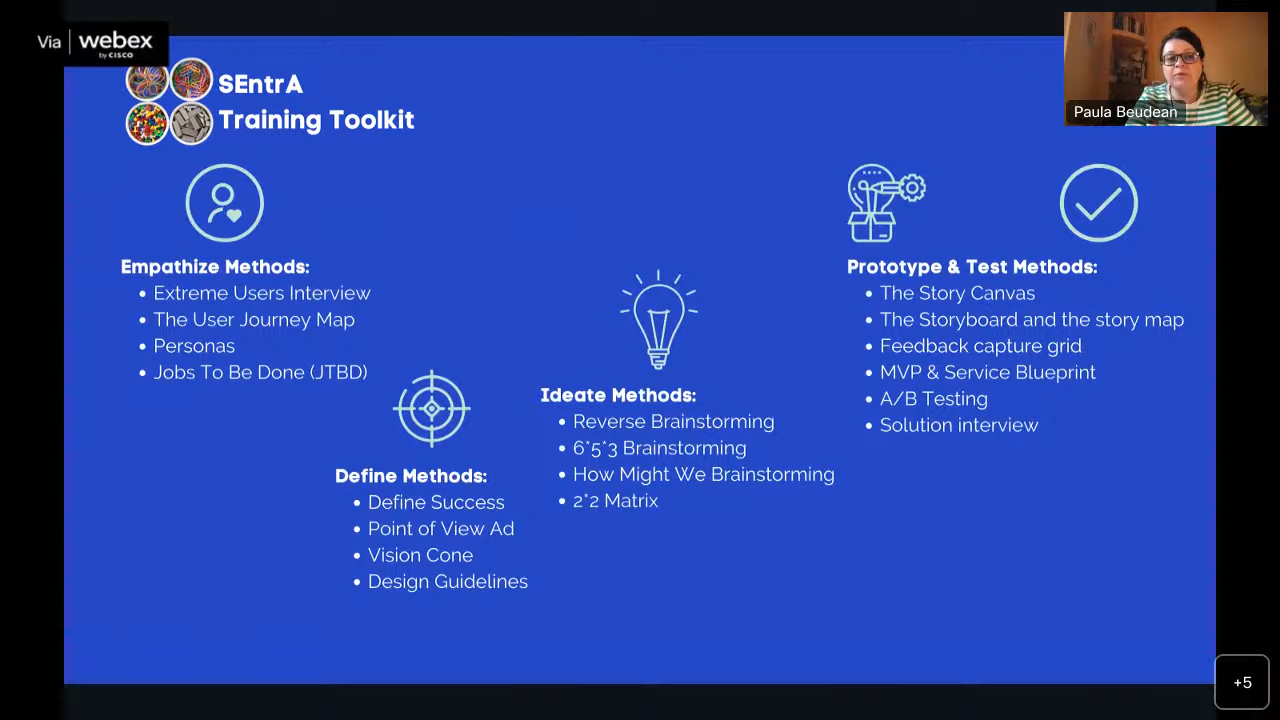 Via webex
by CISCO
SEntrA
Training Toolkit
Paula Beudean
Empathize Methods:
• Extreme Users Interview
• The User Journey Map
• Personas
• Jobs To Be Done (JTBD)
Define Methods:
• Define Success
• Point of View Ad
• Vision Cone
• Design Guidelines
Ideate Methods:
• Reverse Brainstorming
• 6*5*3 Brainstorming
• How Might We Brainstorming
• 2*2 Matrix
Prototype & Test Methods:
• The Story Canvas
• The Storyboard and the story map
• Feedback capture grid
• MVP & Service Blueprint
• A/B Testing
• Solution interview
+5